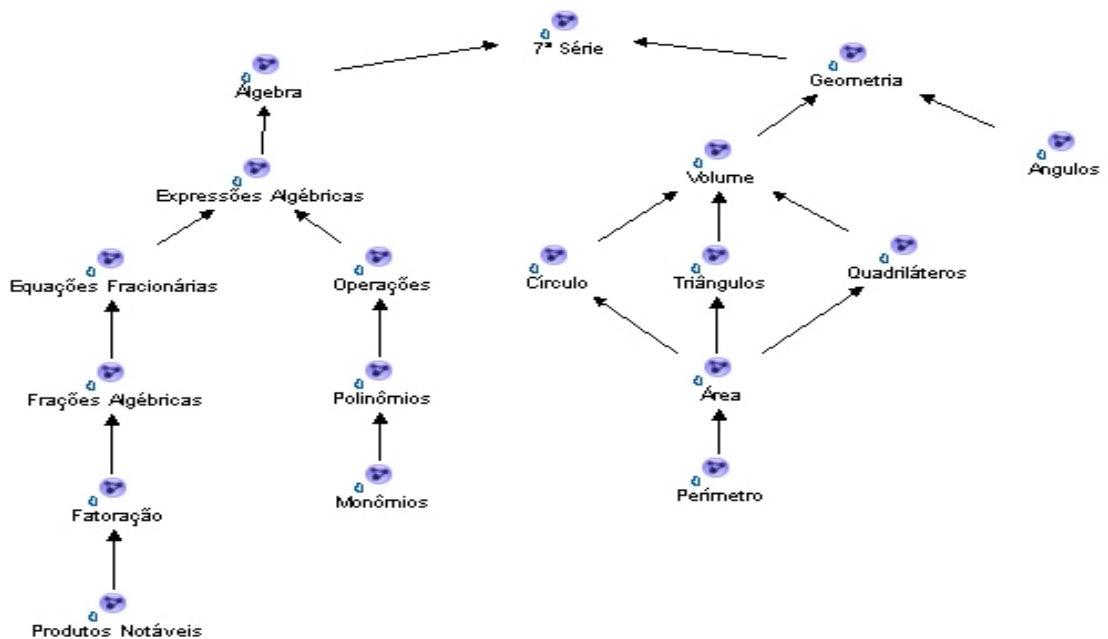 7ª Série
Álgebra
Geometria
Angulos
Volume
Expressões Algébricas
Equações Fracionárias
Operações
Círculo
Triângulos
Quadriláteros
Frações Algébricas
Polinômios
Área
Monômios
Perímetro
Fatoração
Produtos Notáveis